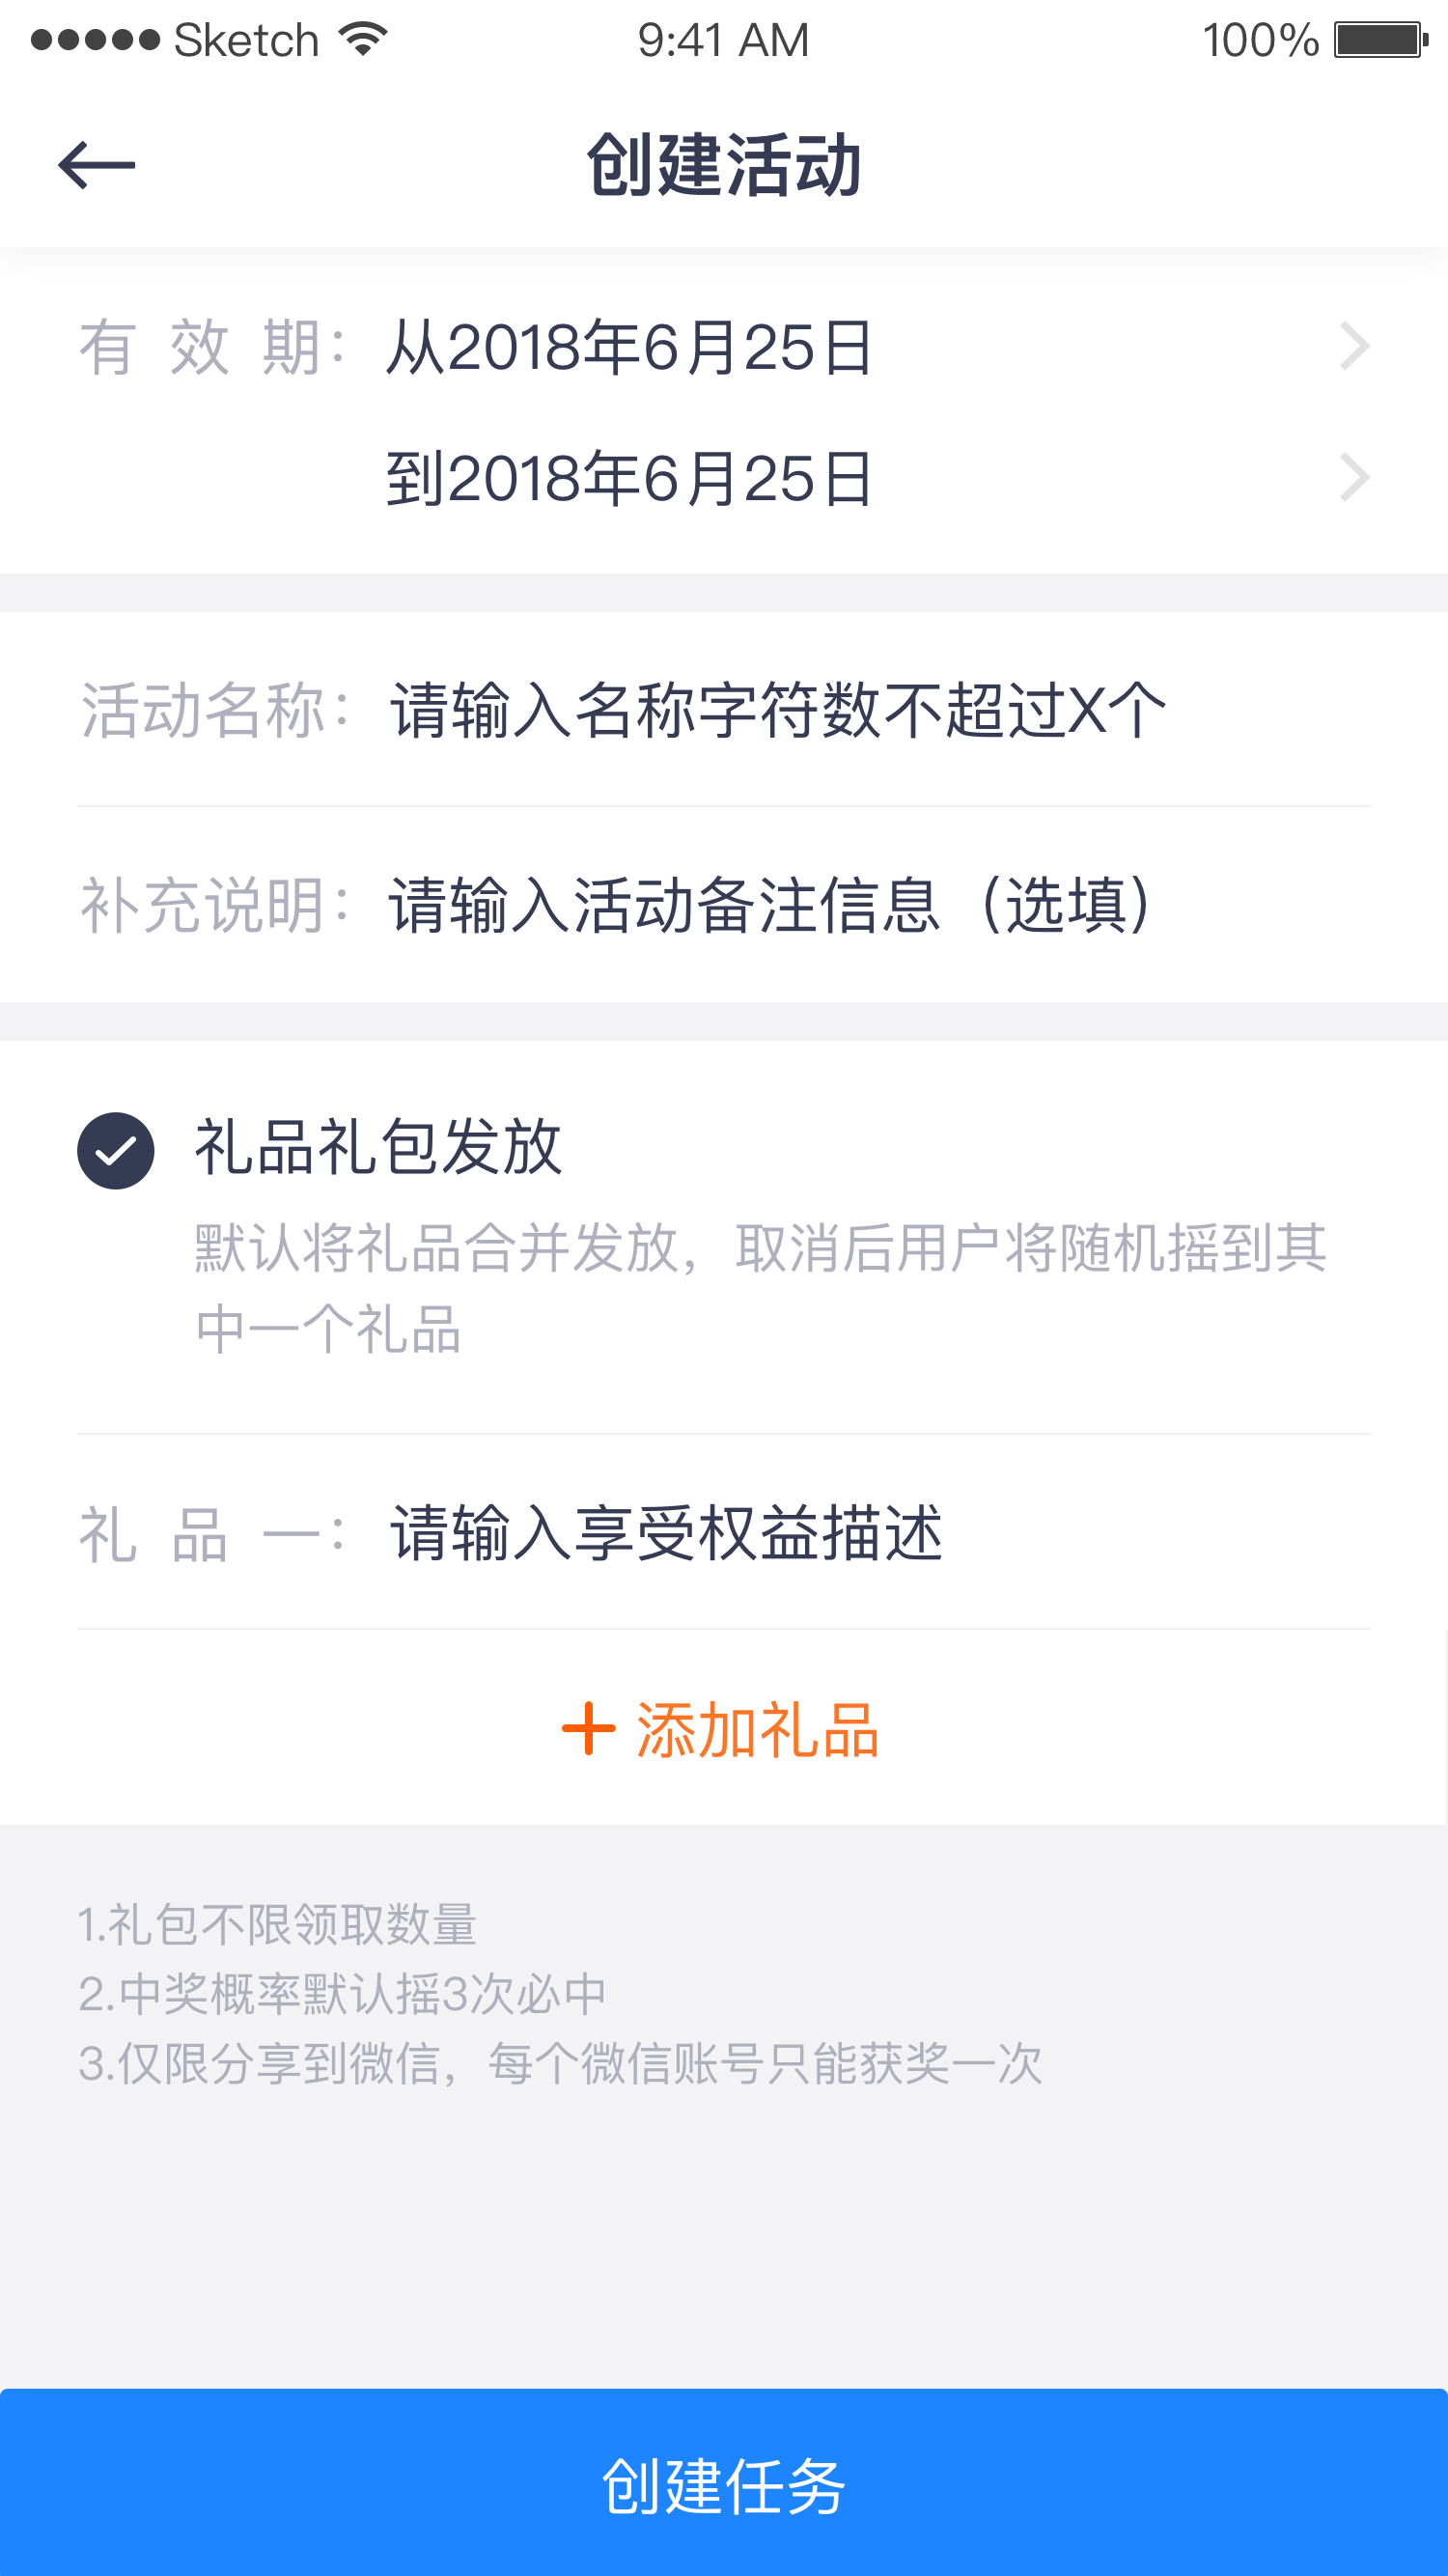 Sketch 9:41 AM 100%
创建活动
有效期：从2018年6月25日
到2018年6月25日
活动名称：请输入名称字符数不超过X个
补充说明：请输入活动备注信息（选填）
礼品礼包发放
默认将礼品合并发放，取消后用户将随机摇到其
中一个礼品
礼品一：请输入享受权益描述
添加礼品
1.礼包不限领取数量
2.中奖概率默认摇3次必中
3.仅限分享到微信，每个微信账号只能获奖一次
创建任务